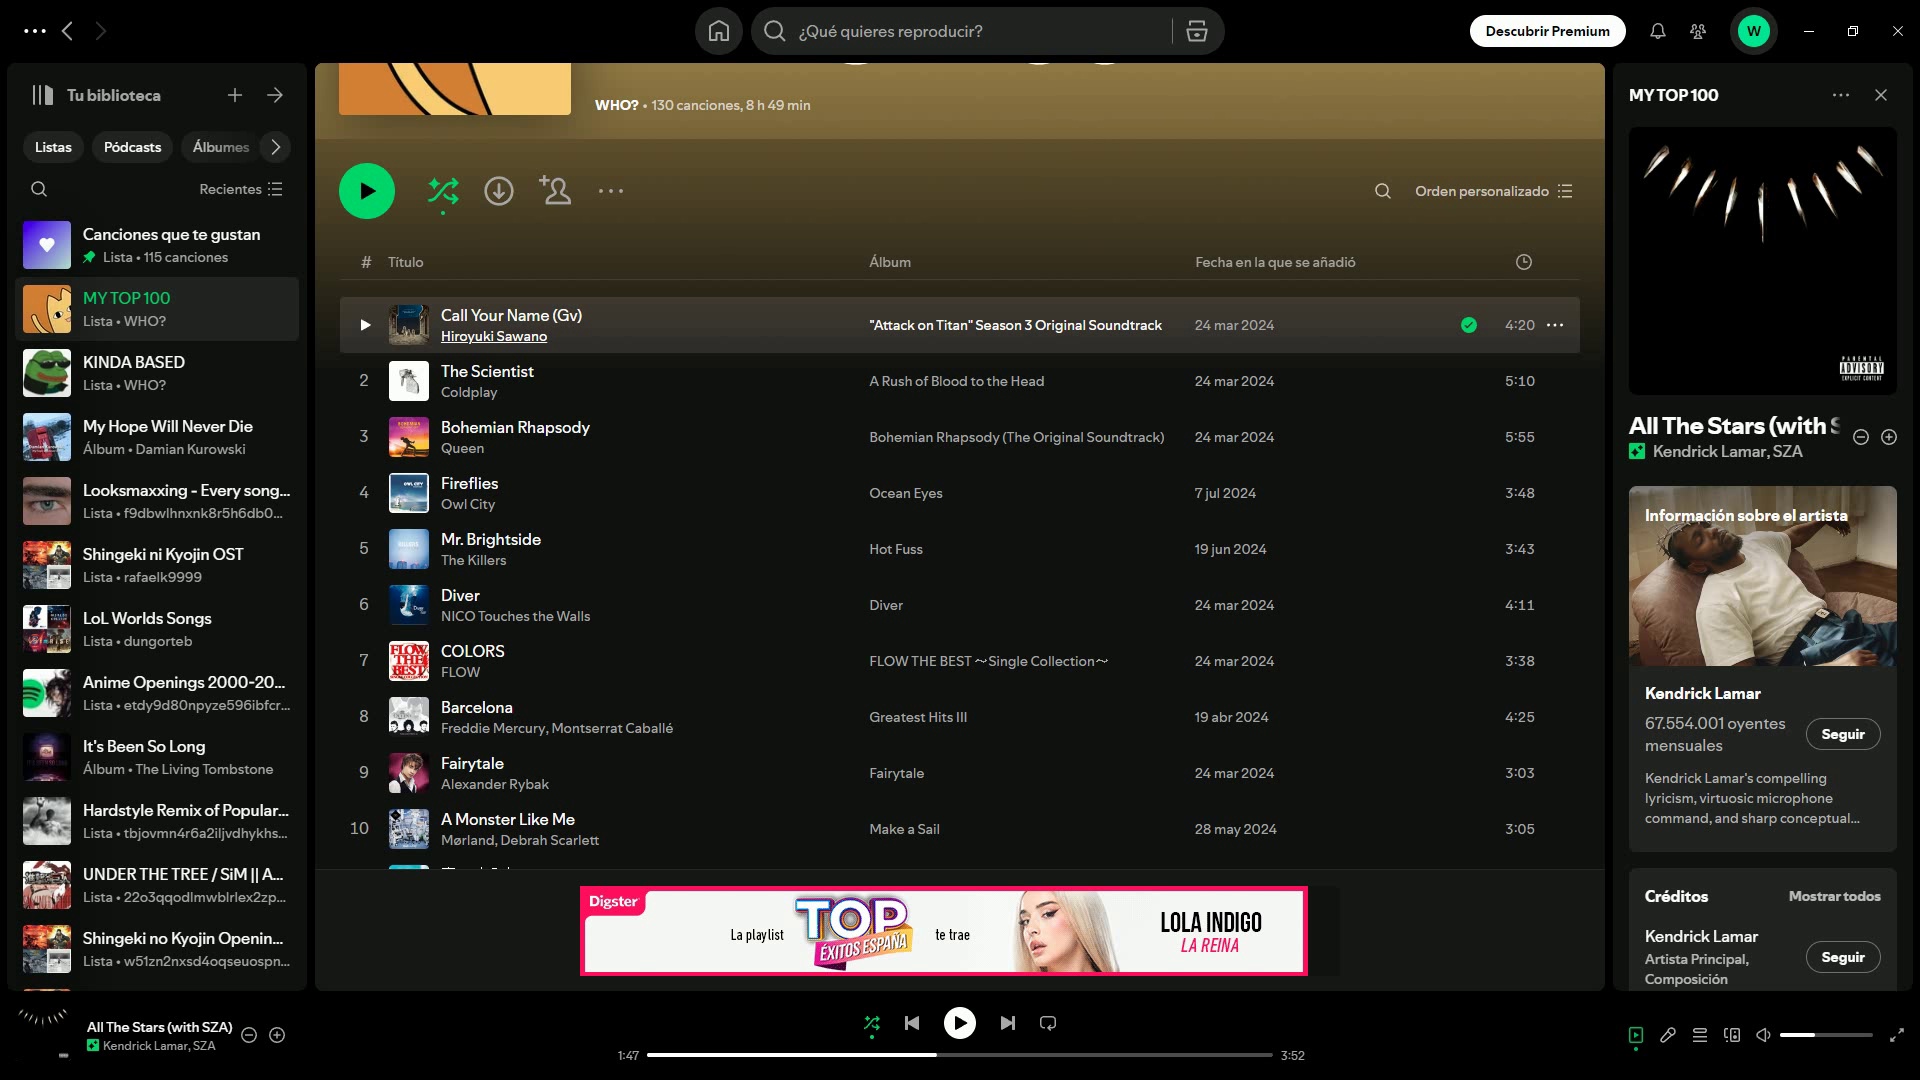 ¿Qué quieres reproducir?
Descubrir Premium
W
Tu biblioteca
Listas
Pódcasts
Álbumes
Recientes
Canciones que te gustan
Lista • 115 canciones
MY TOP 100
Lista • WHO?
KINDA BASED
Lista • WHO?
My Hope Will Never Die
Álbum • Damian Kurowski
Looksmaxxing - Every song...
Lista • f9dbwlhnxnk8r5h6db0...
Shingeki ni Kyojin OST
Lista • rafaelk9999
LoL Worlds Songs
Lista • dungorteb
Anime Openings 2000-20...
Lista • etdy9d80npyze596ibfcr...
It's Been So Long
Álbum • The Living Tombstone
Hardstyle Remix of Popular...
Lista • tbjovmn4r6a2iljvdhykhs...
UNDER THE TREE / SiM || A...
Lista • 22o3qqodlmwblrlex2zp...
Shingeki no Kyojin Openin...
Lista • w51zn2nxsd4oqseuospn...
WHO? • 130 canciones, 8 h 49 min
Orden personalizado
# Título Álbum Fecha en la que se añadió
Call Your Name (Gv)
Hiroyuki Sawano
"Attack on Titan" Season 3 Original Soundtrack
24 mar 2024
4:20
2
The Scientist
Coldplay
A Rush of Blood to the Head
24 mar 2024
5:10
3
Bohemian Rhapsody
Queen
Bohemian Rhapsody (The Original Soundtrack)
24 mar 2024
5:55
4
Fireflies
Owl City
Ocean Eyes
7 jul 2024
3:48
5
Mr. Brightside
The Killers
Hot Fuss
19 jun 2024
3:43
6
Diver
NICO Touches the Walls
Diver
24 mar 2024
4:11
7
FLOW
THE
BEST
COLORS
FLOW
FLOW THE BEST ～Single Collection～
24 mar 2024
3:38
8
Barcelona
Freddie Mercury, Montserrat Caballé
Greatest Hits III
19 abr 2024
4:25
9
Fairytale
Alexander Rybak
Fairytale
24 mar 2024
3:03
10
A Monster Like Me
Mørland, Debrah Scarlett
Make a Sail
28 may 2024
3:05
Digster
La playlist
TOP
ÉXITOS ESPAÑA
te trae
LOLA INDIGO
LA REINA
MY TOP 100
PARENTAL
ADVISORY
EXPLICIT CONTENT
All The Stars (with S
Kendrick Lamar, SZA
Información sobre el artista
Kendrick Lamar
67.554.001 oyentes
mensuales
Seguir
Kendrick Lamar's compelling
lyricism, virtuosic microphone
command, and sharp conceptual...
Créditos
Mostrar todos
Kendrick Lamar
Artista Principal,
Composición
Seguir
All The Stars (with SZA)
Kendrick Lamar, SZA
1:47
3:52